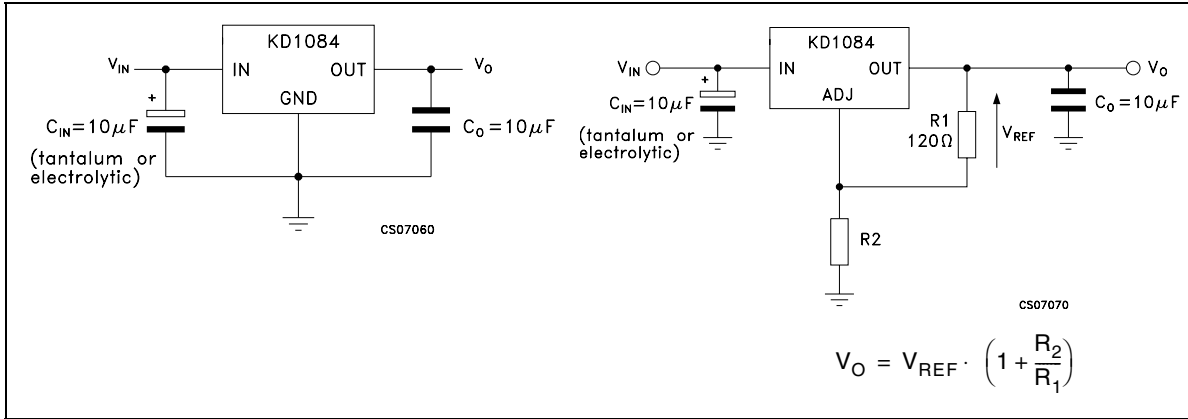 KD1084
V_IN
IN
OUT
V_O
GND
+
C_IN=10μF
(tantalum or
electrolytic)
C_O=10μF
CS07060
KD1084
V_IN
IN
OUT
V_O
ADJ
+
C_IN=10μF
(tantalum or
electrolytic)
R1
120Ω
V_REF
C_O=10μF
R2
CS07070
V_O = V_REF · (1 + R_2/R_1)